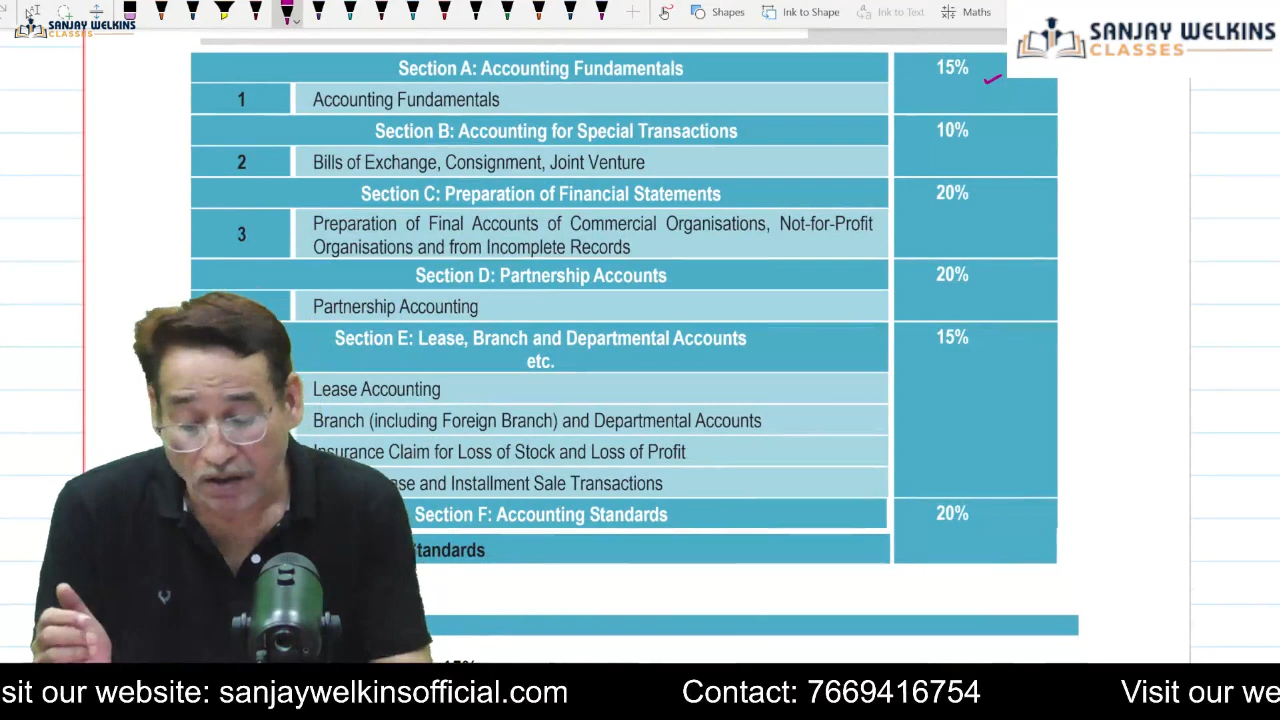 Shapes
Ink to Shape
Ink to Text
Maths
SANJAY WELKINS
CLASSES
SANJAY WELKINS
CLASSES
Section A: Accounting Fundamentals 15%
1 Accounting Fundamentals
Section B: Accounting for Special Transactions 10%
2 Bills of Exchange, Consignment, Joint Venture
Section C: Preparation of Financial Statements 20%
3 Preparation of Final Accounts of Commercial Organisations, Not-for-Profit
Organisations and from Incomplete Records
Section D: Partnership Accounts 20%
Partnership Accounting
Section E: Lease, Branch and Departmental Accounts 15%
etc.
Lease Accounting
Branch (including Foreign Branch) and Departmental Accounts
Insurance Claim for Loss of Stock and Loss of Profit
ase and Installment Sale Transactions
Section F: Accounting Standards 20%
Standards
sit our website: sanjaywelkinsofficial.com Contact: 7669416754 Visit our we